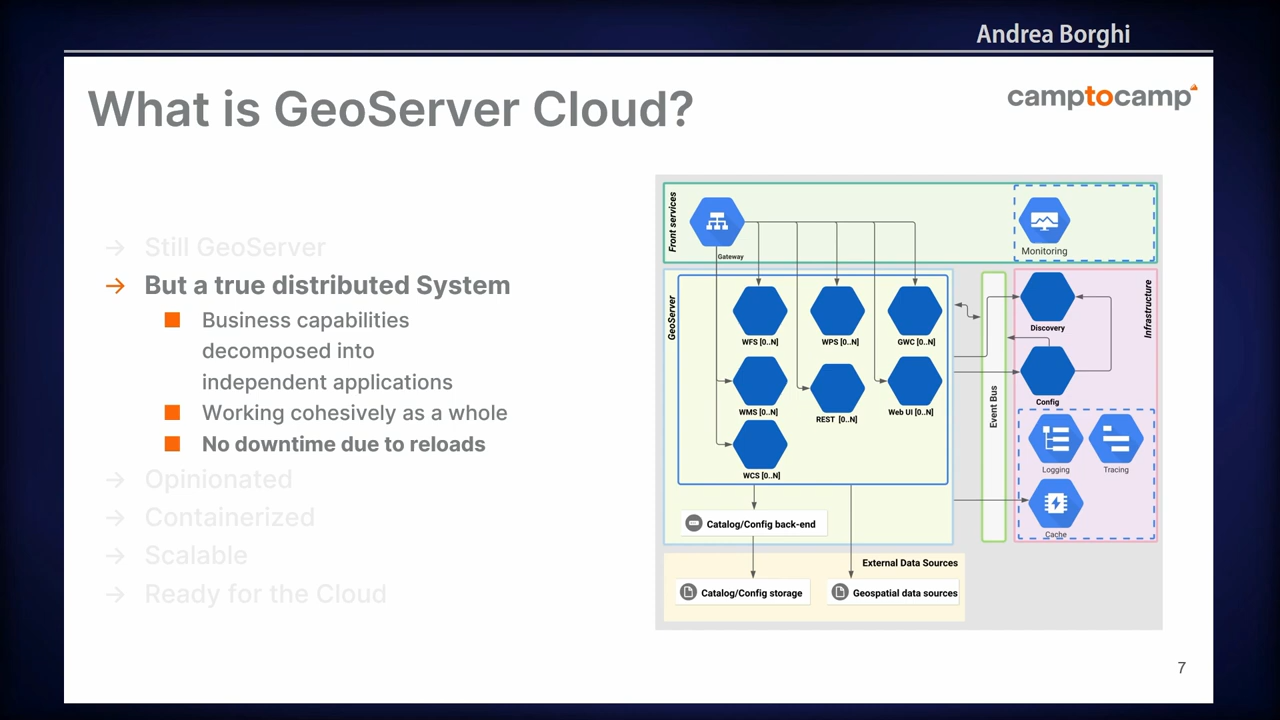 Andrea Borghi
What is GeoServer Cloud?
camptocamp
→ Still GeoServer
→ But a true distributed System
Business capabilities
decomposed into
independent applications
Working cohesively as a whole
No downtime due to reloads
→ Opinionated
→ Containerized
→ Scalable
→ Ready for the Cloud
Front services
Gateway
Monitoring
GeoServer
WFS [0..N]
WPS [0..N]
GWC [0..N]
WMS [0..N]
REST [0..N]
Web UI [0..N]
WCS [0..N]
Catalog/Config back-end
Event Bus
Infrastructure
Discovery
Config
Logging
Tracing
Cache
External Data Sources
Catalog/Config storage
Geospatial data sources
7